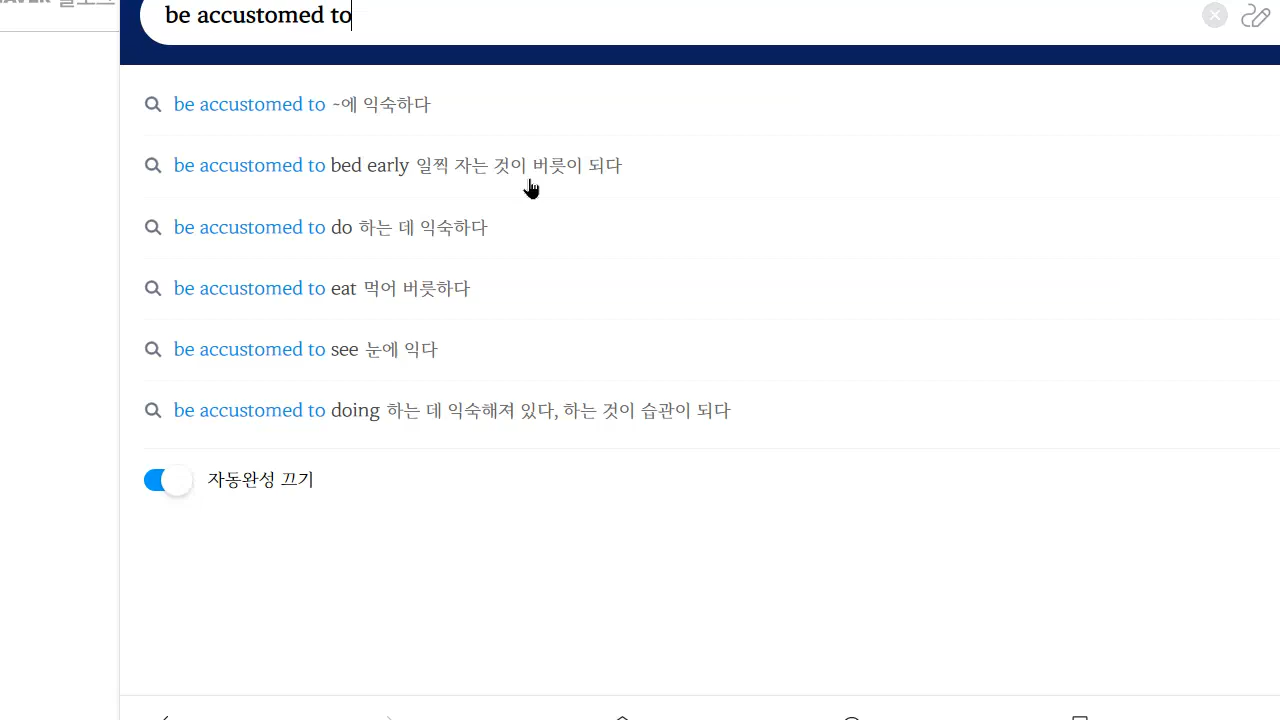 be accustomed to
be accustomed to ~에 익숙하다
be accustomed to bed early 일찍 자는 것이 버릇이 되다
be accustomed to do 하는 데 익숙하다
be accustomed to eat 먹어 버릇하다
be accustomed to see 눈에 익다
be accustomed to doing 하는 데 익숙해져 있다, 하는 것이 습관이 되다
자동완성 끄기